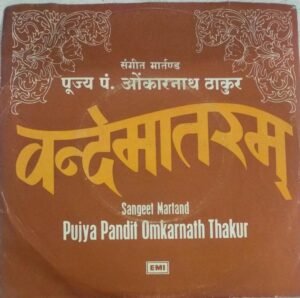 संगीत मार्तण्ड
पूज्य पं. ओंकारनाथ ठाकुर
वन्देमातरम्
Sangeet Martand
Pujya Pandit Omkarnath Thakur
EMI